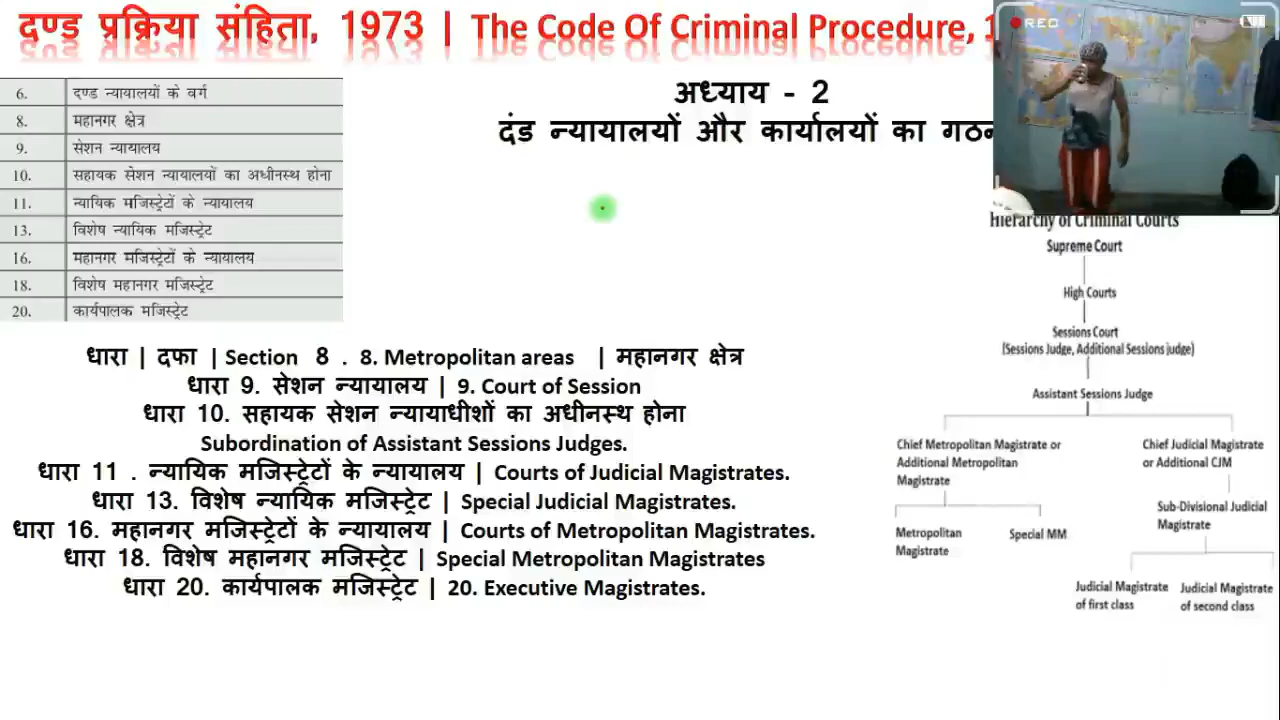 दण्ड प्रक्रिया संहिता, 1973 | The Code Of Criminal Procedure, 1
REC
6. दण्ड न्यायालयों के वर्ग
8. महानगर क्षेत्र
9. सेशन न्यायालय
10. सहायक सेशन न्यायालयों का अधीनस्थ होना
11. न्यायिक मजिस्ट्रेटों के न्यायालय
13. विशेष न्यायिक मजिस्ट्रेट
16. महानगर मजिस्ट्रेटों के न्यायालय
18. विशेष महानगर मजिस्ट्रेट
20. कार्यपालक मजिस्ट्रेट
अध्याय - 2
दंड न्यायालयों और कार्यालयों का गठन
धारा | दफा | Section 8 . 8. Metropolitan areas | महानगर क्षेत्र
धारा 9. सेशन न्यायालय | 9. Court of Session
धारा 10. सहायक सेशन न्यायाधीशों का अधीनस्थ होना
Subordination of Assistant Sessions Judges.
धारा 11 . न्यायिक मजिस्ट्रेटों के न्यायालय | Courts of Judicial Magistrates.
धारा 13. विशेष न्यायिक मजिस्ट्रेट | Special Judicial Magistrates.
धारा 16. महानगर मजिस्ट्रेटों के न्यायालय | Courts of Metropolitan Magistrates.
धारा 18. विशेष महानगर मजिस्ट्रेट | Special Metropolitan Magistrates
धारा 20. कार्यपालक मजिस्ट्रेट | 20. Executive Magistrates.
Hierarchy of Criminal Courts
Supreme Court
High Courts
Sessions Court
(Sessions Judge, Additional Sessions judge)
Assistant Sessions Judge
Chief Metropolitan Magistrate or
Additional Metropolitan
Magistrate
Chief Judicial Magistrate
or Additional CJM
Sub-Divisional Judicial
Magistrate
Metropolitan
Magistrate
Special MM
Judicial Magistrate
of first class
Judicial Magistrate
of second class